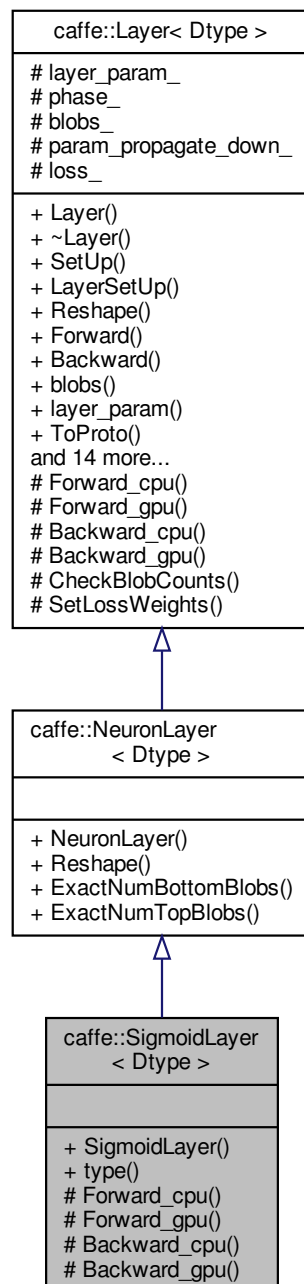 caffe::Layer< Dtype >
# layer_param_
# phase_
# blobs_
# param_propagate_down_
# loss_
+ Layer()
+ ~Layer()
+ SetUp()
+ LayerSetUp()
+ Reshape()
+ Forward()
+ Backward()
+ blobs()
+ layer_param()
+ ToProto()
and 14 more...
# Forward_cpu()
# Forward_gpu()
# Backward_cpu()
# Backward_gpu()
# CheckBlobCounts()
# SetLossWeights()
caffe::NeuronLayer
< Dtype >
+ NeuronLayer()
+ Reshape()
+ ExactNumBottomBlobs()
+ ExactNumTopBlobs()
caffe::SigmoidLayer
< Dtype >
+ SigmoidLayer()
+ type()
# Forward_cpu()
# Forward_gpu()
# Backward_cpu()
# Backward_gpu()